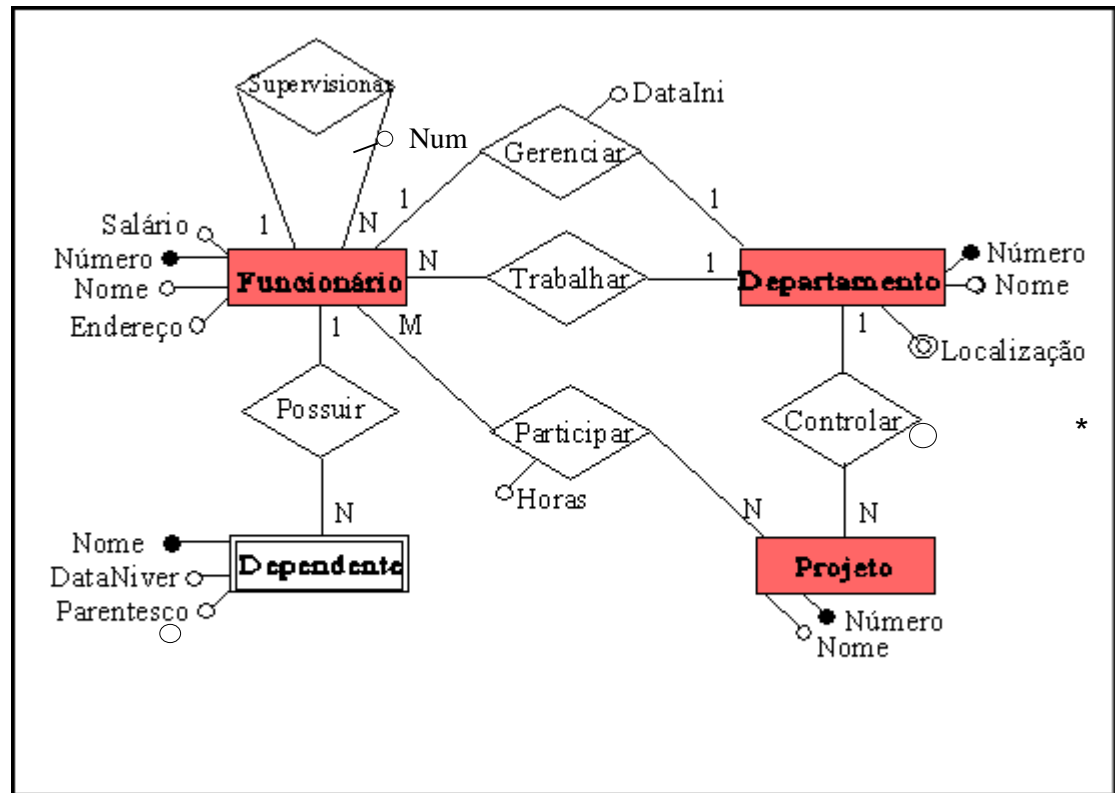 Supervisionar
DataIni
Num
Gerenciar
1
1
Salário
1
N
Número
Funcionário
N
Trabalhar
1
Departamento
Número
Nome
Nome
Endereço
1
M
1
Localização
Possuir
Participar
Controlar
*
Horas
N
N
N
Nome
DataNiver
Dependente
Projeto
Parentesco
Número
Nome